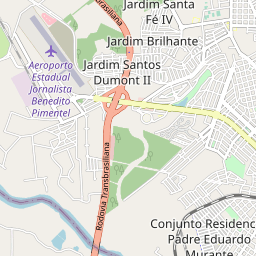 Jardim Santa
Fé IV
Jardim Brilhante
Jardim Santos
Dumont II
Aeroporto
Estadual
Jornalista
Benedito
Pimentel
Rodovia Transbrasiliana
Conjunto Residenc
Padre Eduardo
Murante